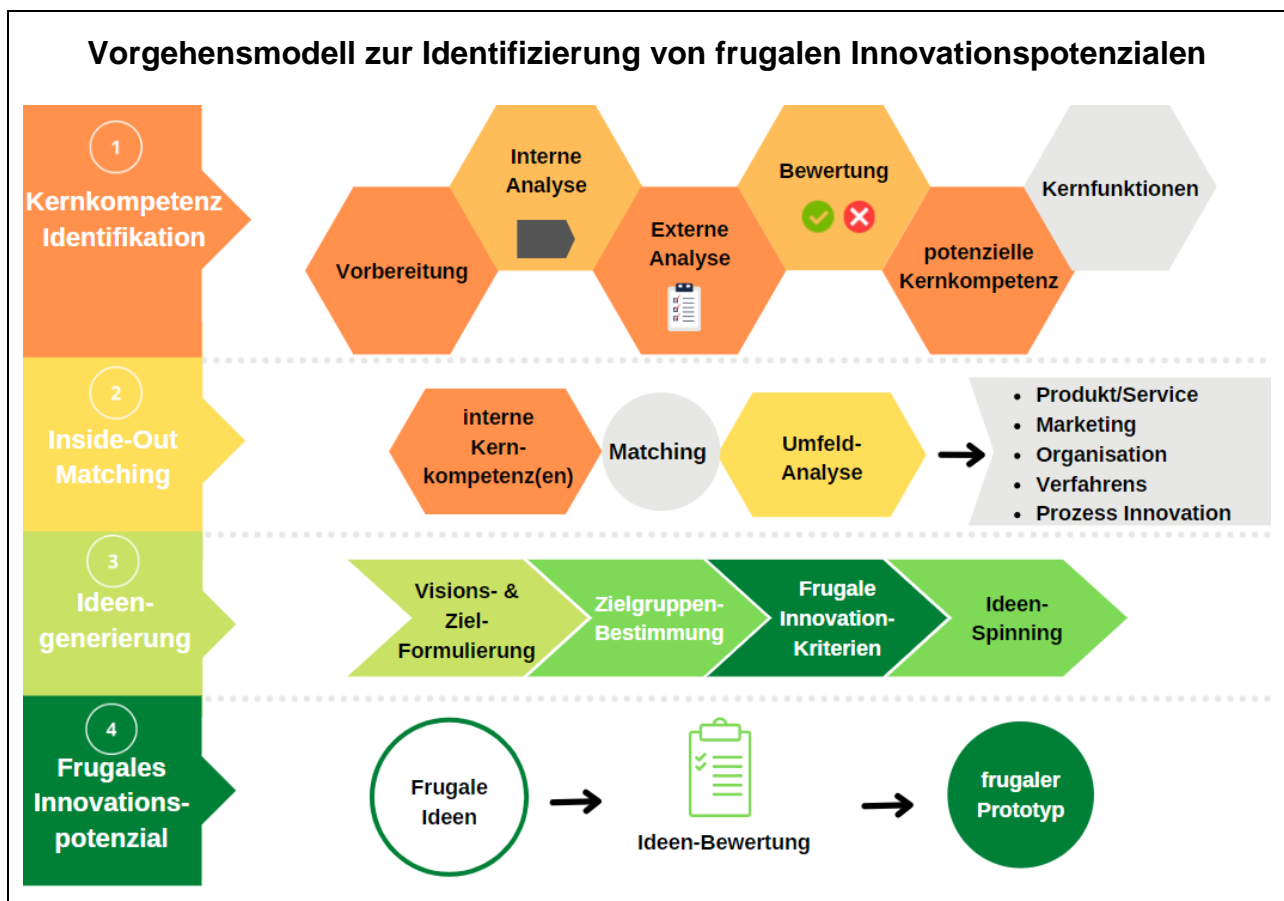 Vorgehensmodell zur Identifizierung von frugalen Innovationspotenzialen
1
Kernkompetenz
Identifikation
Vorbereitung
Interne
Analyse
Externe
Analyse
Bewertung
potenzielle
Kernkompetenz
Kernfunktionen
2
Inside-Out
Matching
interne
Kern-
kompetenz(en)
Matching
Umfeld-
Analyse
• Produkt/Service
• Marketing
• Organisation
• Verfahrens
• Prozess Innovation
3
Ideen-
generierung
Visions- &
Ziel-
Formulierung
Zielgruppen-
Bestimmung
Frugale
Innovation-
Kriterien
Ideen-
Spinning
4
Frugales
Innovations-
potenzial
Frugale
Ideen
Ideen-Bewertung
frugaler
Prototyp